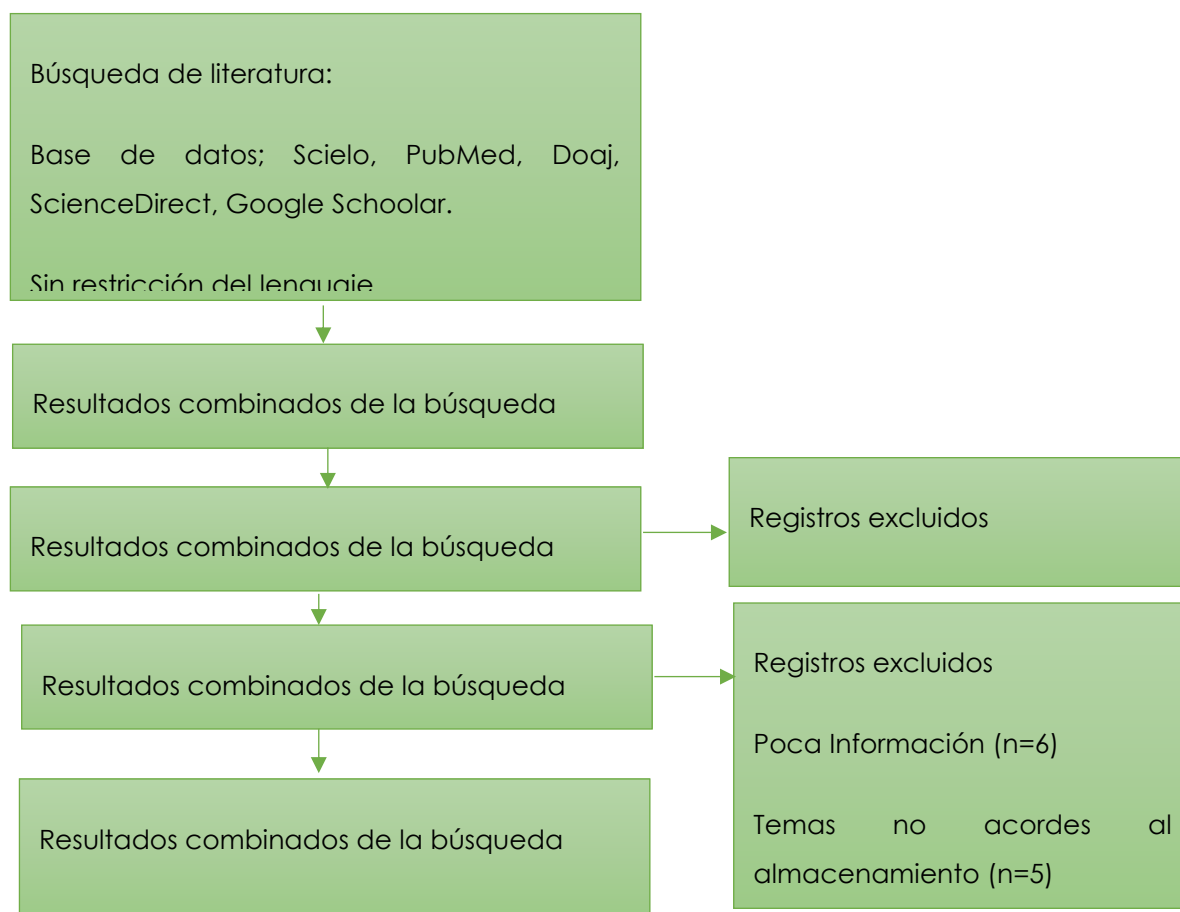 Búsqueda de literatura:
Base de datos; Scielo, PubMed, Doaj,
ScienceDirect, Google Schoolar.
Sin restricción del lenguaje
Resultados combinados de la búsqueda
Resultados combinados de la búsqueda
Registros excluidos
Resultados combinados de la búsqueda
Registros excluidos
Poca Información (n=6)
Temas no acordes al
almacenamiento (n=5)
Resultados combinados de la búsqueda